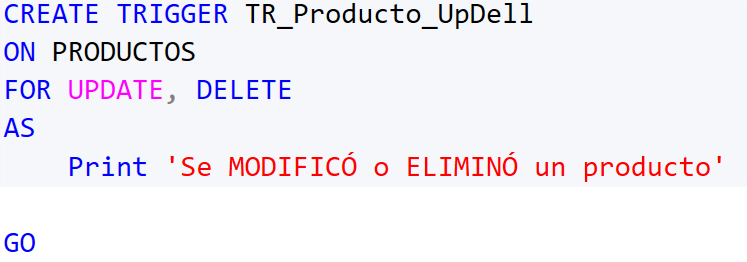 CREATE TRIGGER TR_Producto_UpDell
ON PRODUCTOS
FOR UPDATE, DELETE
AS
    Print 'Se MODIFICÓ o ELIMINÓ un producto'

GO